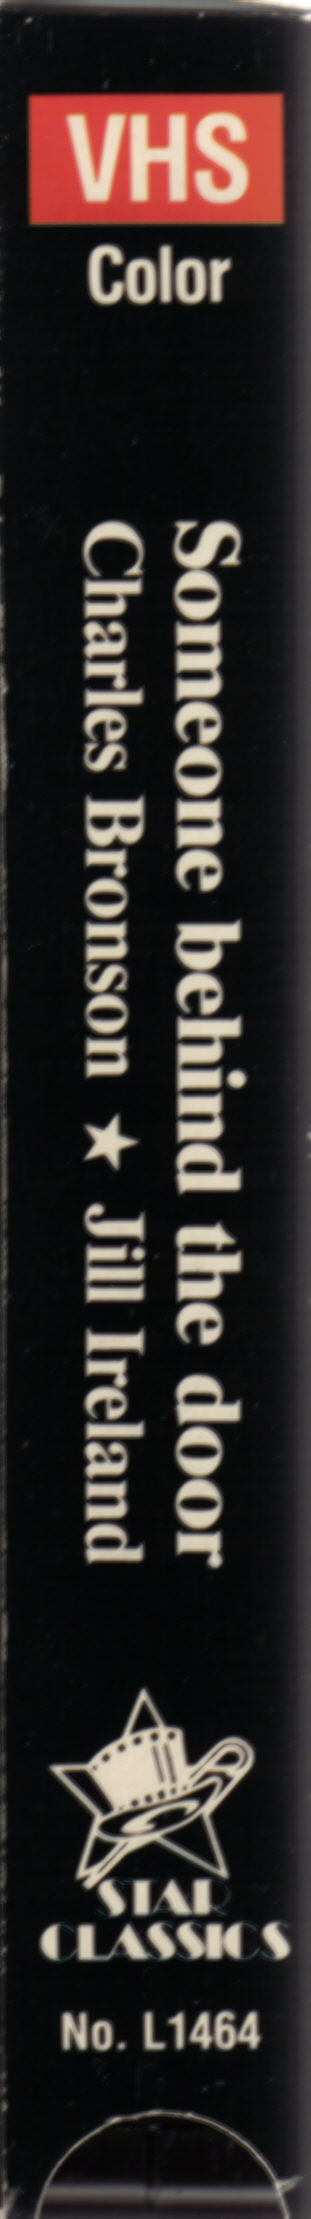 VHS
Color
Someone behind the door
Charles Bronson ★ Jill Ireland
STAR
CLASSICS
No. L1464